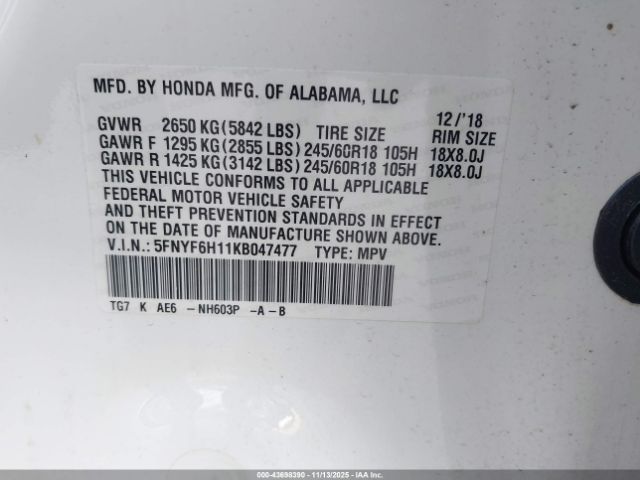 MFD. BY HONDA MFG. OF ALABAMA, LLC
12/'18
GVWR 2650 KG(5842 LBS) TIRE SIZE RIM SIZE
GAWR F 1295 KG(2855 LBS)245/60R18 105H 18X8.0J
GAWR R 1425 KG(3142 LBS)245/60R18 105H 18X8.0J
THIS VEHICLE CONFORMS TO ALL APPLICABLE
FEDERAL MOTOR VEHICLE SAFETY
AND THEFT PREVENTION STANDARDS IN EFFECT
ON THE DATE OF MANUFACTURE SHOWN ABOVE.
V.I.N.: 5FNYF6H11KB047477 TYPE: MPV
TG7 K AE6 -NH603P -A-B
000-43698390 - 11/13/2025 - IAAI.COM